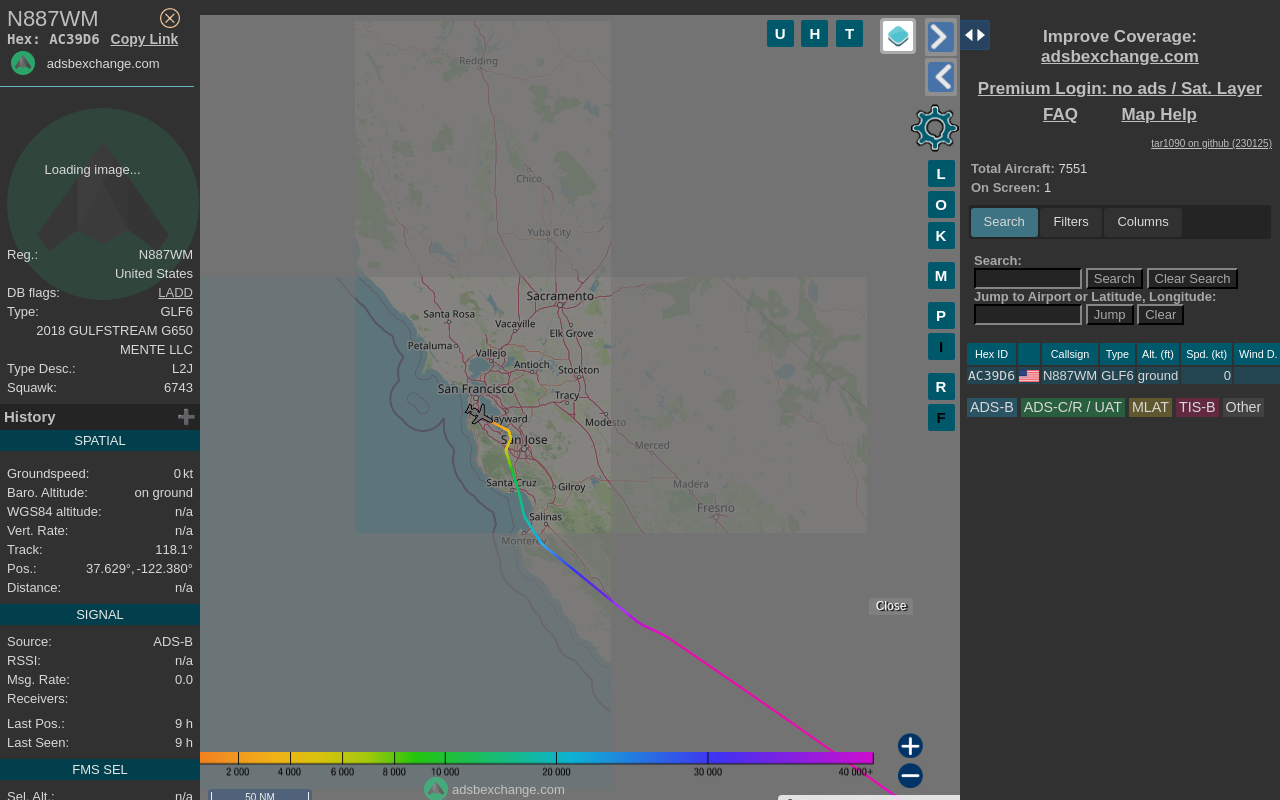 N887WM
Hex: AC39D6 Copy Link
adsbexchange.com
Loading image...
Reg.: N887WM
United States
DB flags: LADD
Type: GLF6
2018 GULFSTREAM G650
MENTE LLC
Type Desc.: L2J
Squawk: 6743
History
SPATIAL
Groundspeed: 0 kt
Baro. Altitude: on ground
WGS84 altitude: n/a
Vert. Rate: n/a
Track: 118.1°
Pos.: 37.629°, -122.380°
Distance: n/a
SIGNAL
Source: ADS-B
RSSI: n/a
Msg. Rate: 0.0
Receivers:
Last Pos.: 9 h
Last Seen: 9 h
FMS SEL
Sel. Alt.: n/a
U H T
Redding
Chico
Yuba City
Sacramento
Santa Rosa
Vacaville
Elk Grove
Petaluma
Vallejo
Antioch
Stockton
San Francisco
Tracy
Hayward
Modesto
San Jose
Merced
Santa Cruz
Gilroy
Madera
Fresno
Salinas
Monterey
L
O
K
M
P
I
R
F
Close
2 000 4 000 6 000 8 000 10 000 20 000 30 000 40 000+
adsbexchange.com
50 NM
Improve Coverage:
adsbexchange.com
Premium Login: no ads / Sat. Layer
FAQ Map Help
tar1090 on github (230125)
Total Aircraft: 7551
On Screen: 1
Search Filters Columns
Search:
Search Clear Search
Jump to Airport or Latitude, Longitude:
Jump Clear
Hex ID Callsign Type Alt. (ft) Spd. (kt) Wind D.
AC39D6 N887WM GLF6 ground 0
ADS-B ADS-C/R / UAT MLAT TIS-B Other